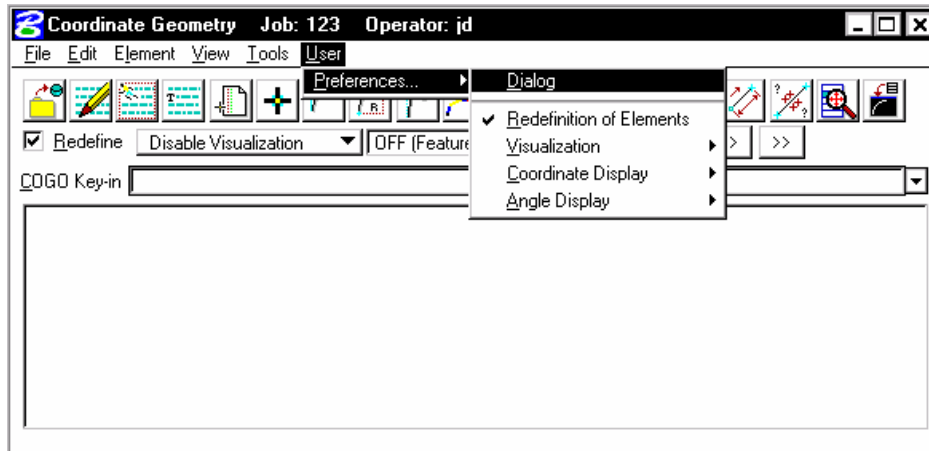 Coordinate Geometry Job: 123 Operator: jd
File Edit Element View Tools User
Preferences... Dialog
Redefinition of Elements
Redefine Disable Visualization OFF (Feature > >>
Visualization
COGO Key-in Coordinate Display
Angle Display